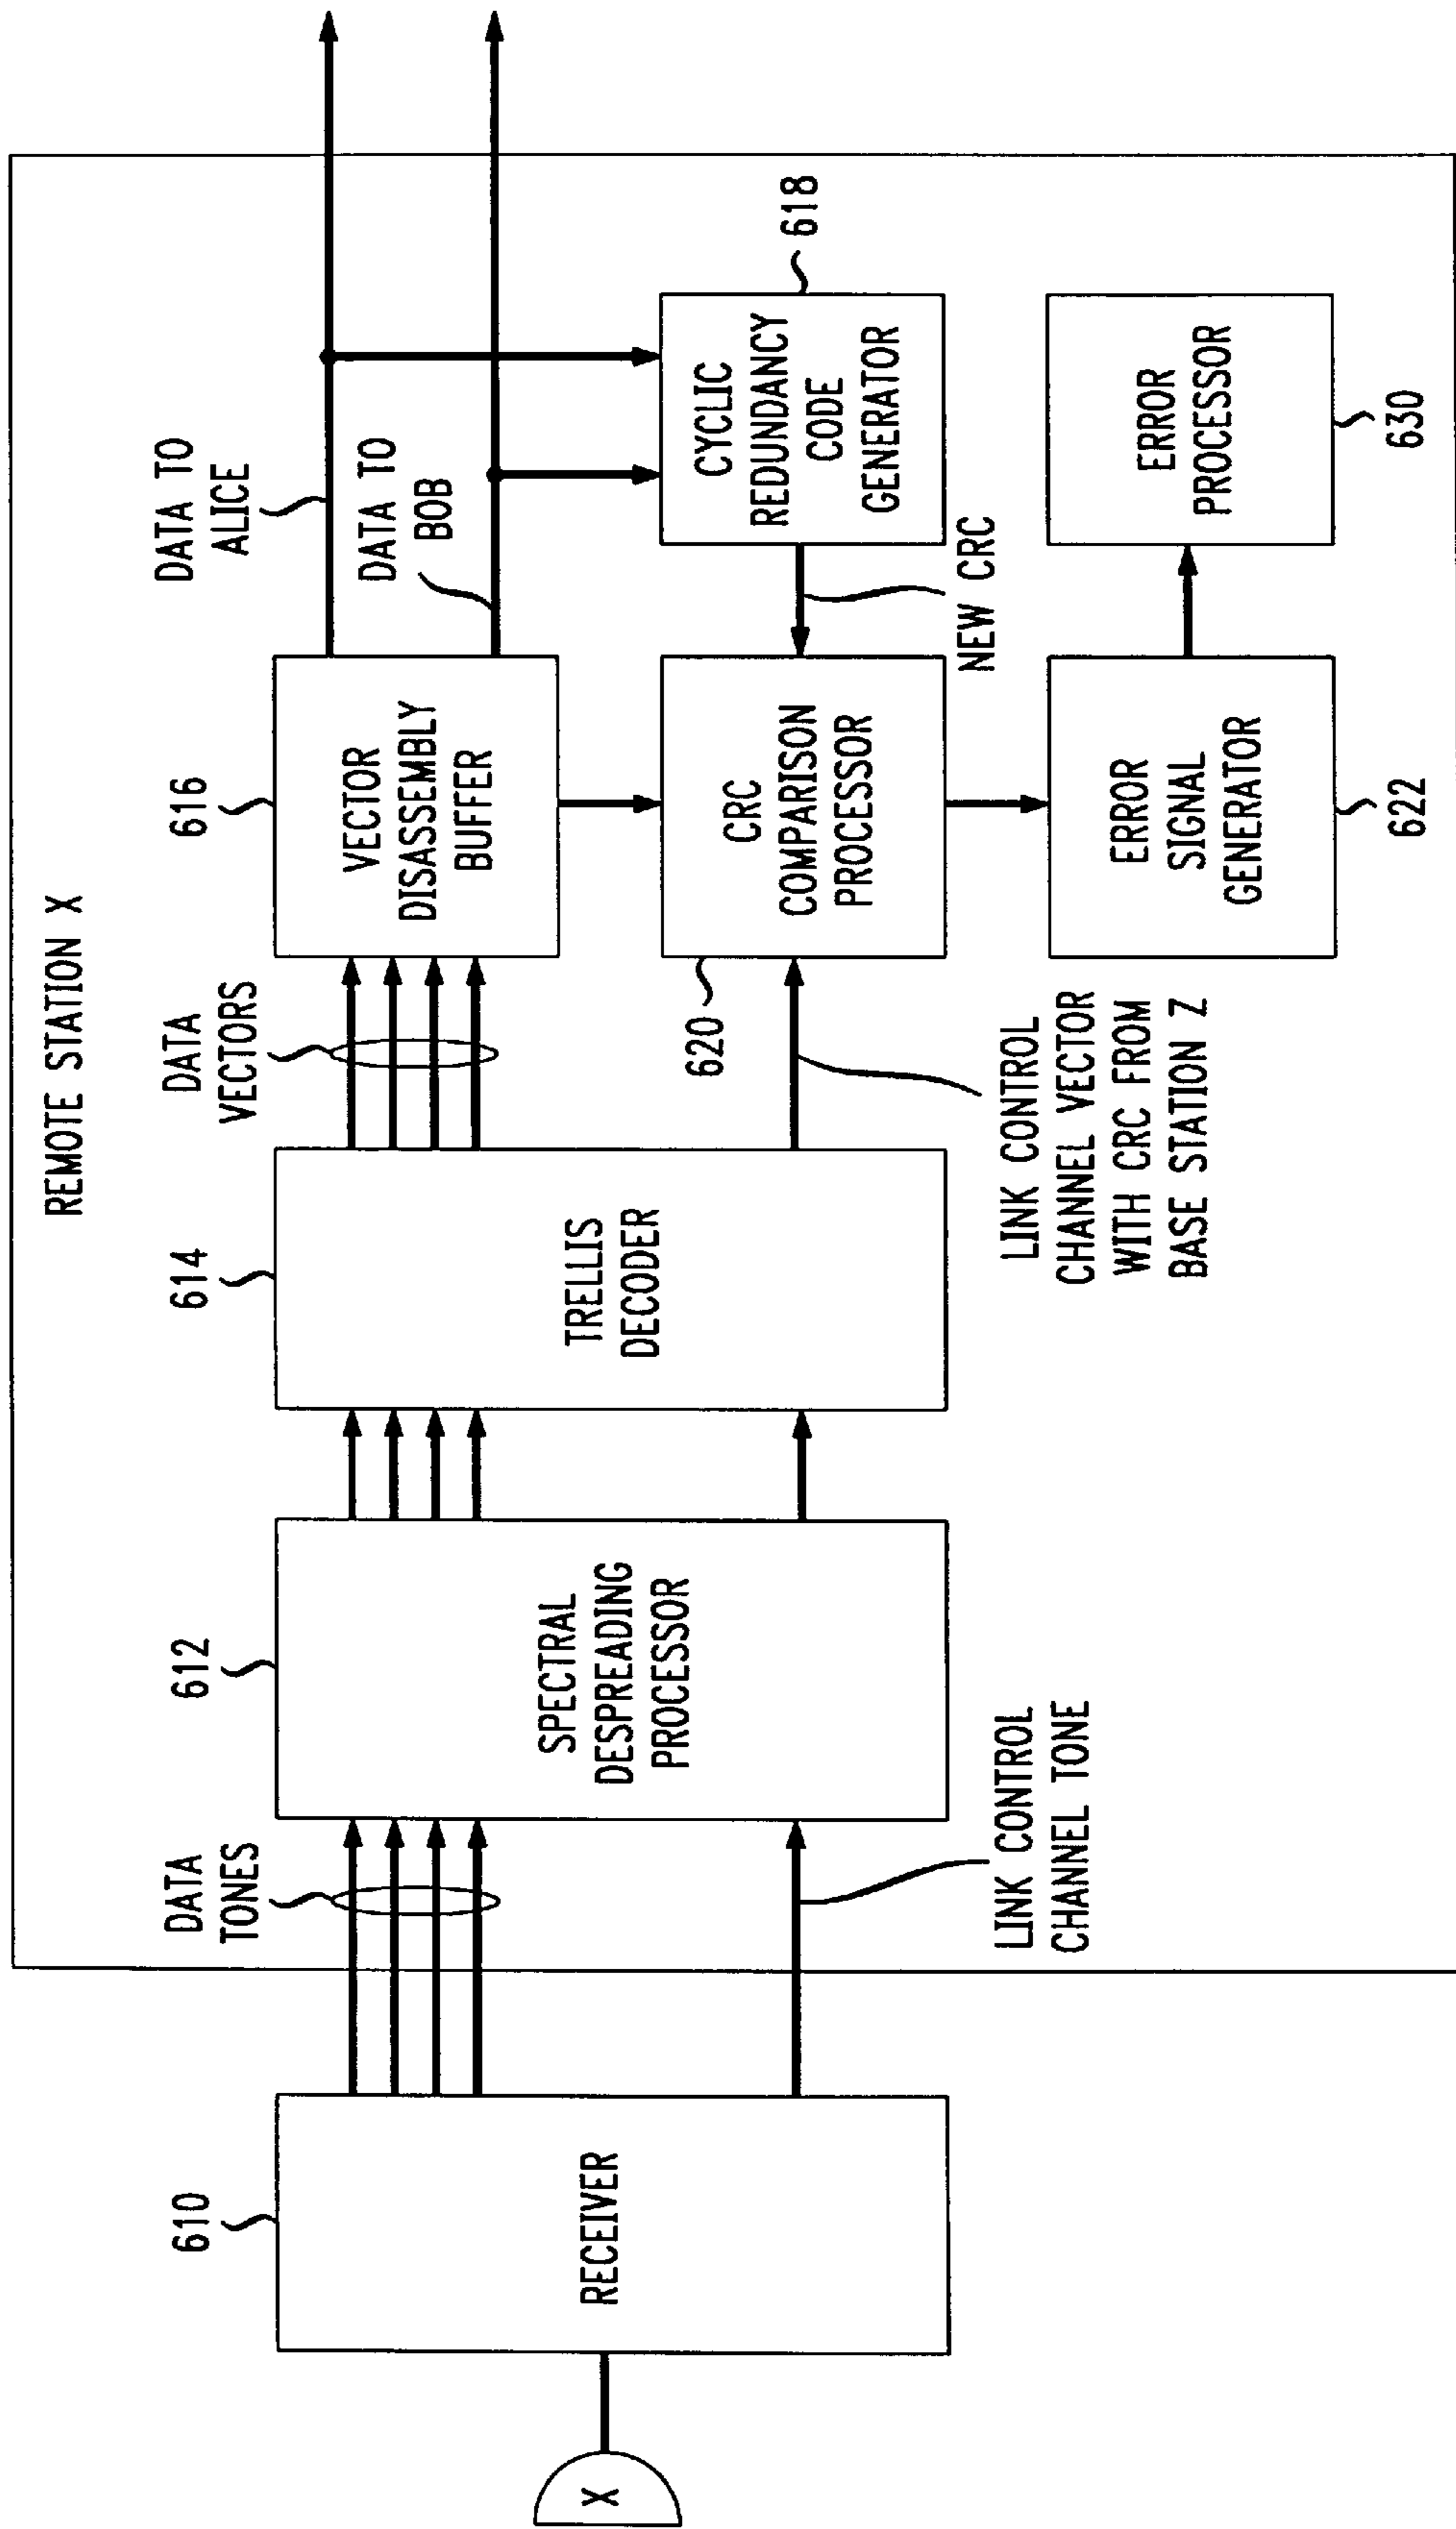 REMOTE STATION X
X
610
RECEIVER
DATA
TONES
LINK CONTROL
CHANNEL TONE
612
SPECTRAL
DESPREADING
PROCESSOR
614
TRELLIS
DECODER
DATA
VECTORS
LINK CONTROL
CHANNEL VECTOR
WITH CRC FROM
BASE STATION Z
616
VECTOR
DISASSEMBLY
BUFFER
DATA TO
ALICE
DATA TO
BOB
620
CRC
COMPARISON
PROCESSOR
NEW CRC
618
CYCLIC
REDUNDANCY
CODE
GENERATOR
ERROR
SIGNAL
GENERATOR
622
ERROR
PROCESSOR
630